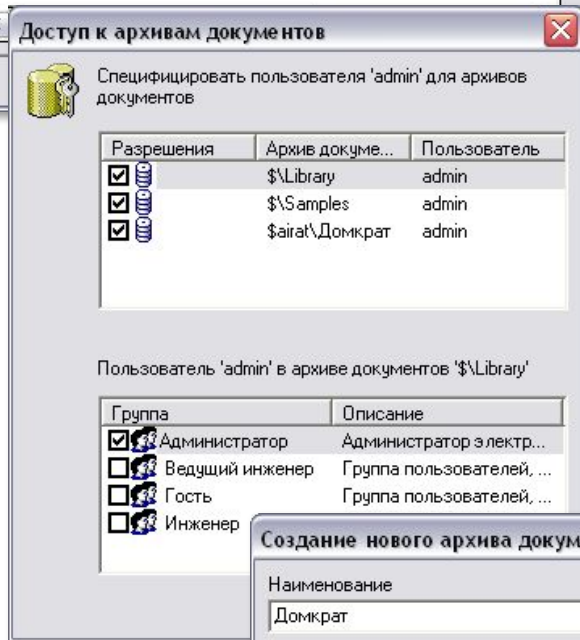 Доступ к архивам документов
Специфицировать пользователя 'admin' для архивов
документов
Разрешения Архив докуме... Пользователь
$\Library admin
$\Samples admin
$airat\Домкрат admin
Пользователь 'admin' в архиве документов '$\Library'
Группа Описание
Администратор Администратор электр...
Ведущий инженер Группа пользователей, ...
Гость Группа пользователей, ...
Инженер
Создание нового архива докум
Наименование
Домкрат